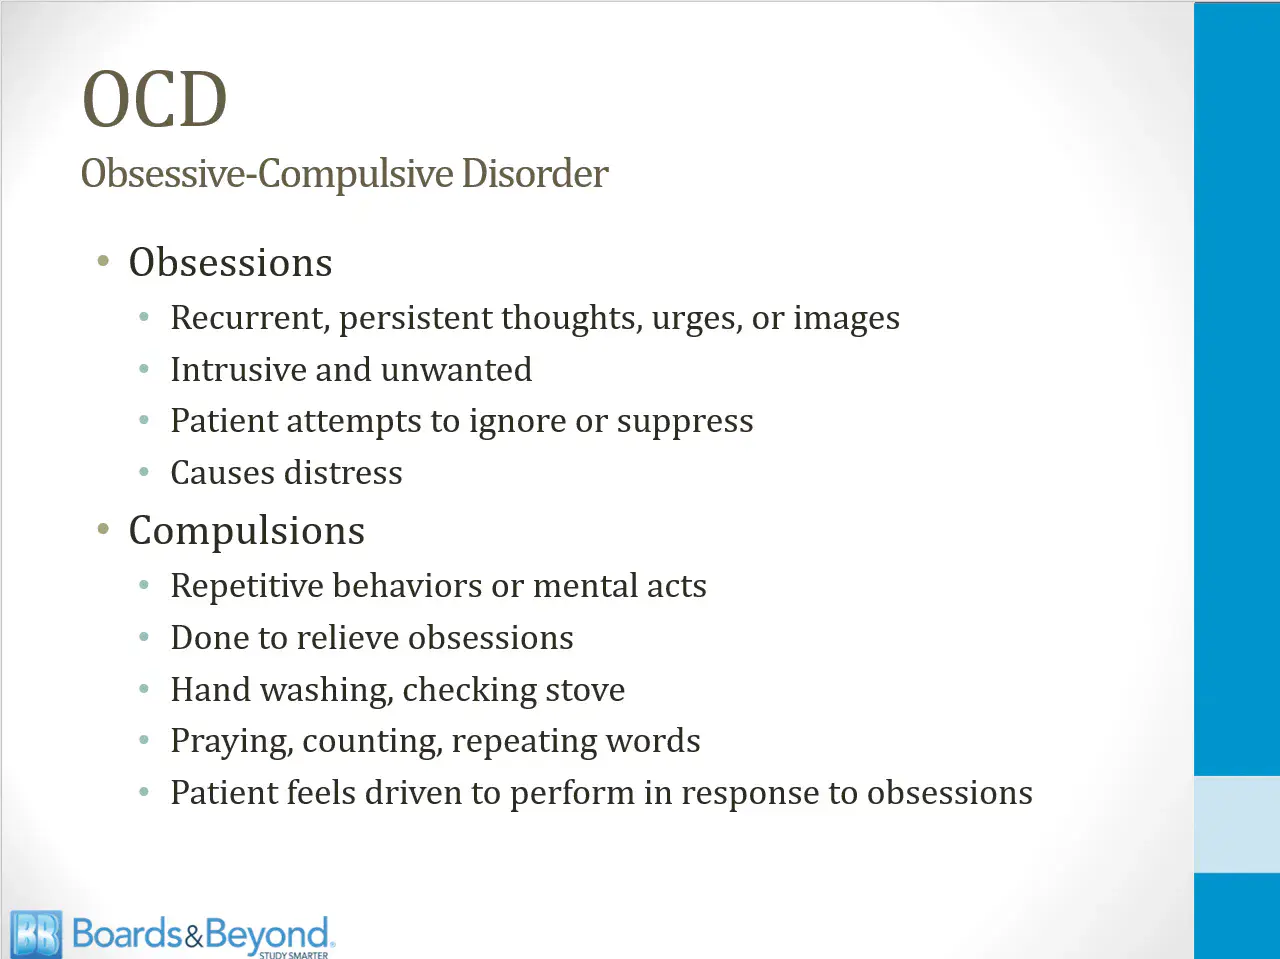 OCD
Obsessive-Compulsive Disorder
• Obsessions
• Recurrent, persistent thoughts, urges, or images
• Intrusive and unwanted
• Patient attempts to ignore or suppress
• Causes distress
• Compulsions
• Repetitive behaviors or mental acts
• Done to relieve obsessions
• Hand washing, checking stove
• Praying, counting, repeating words
• Patient feels driven to perform in response to obsessions
BB Boards&Beyond.
STUDY SMARTER